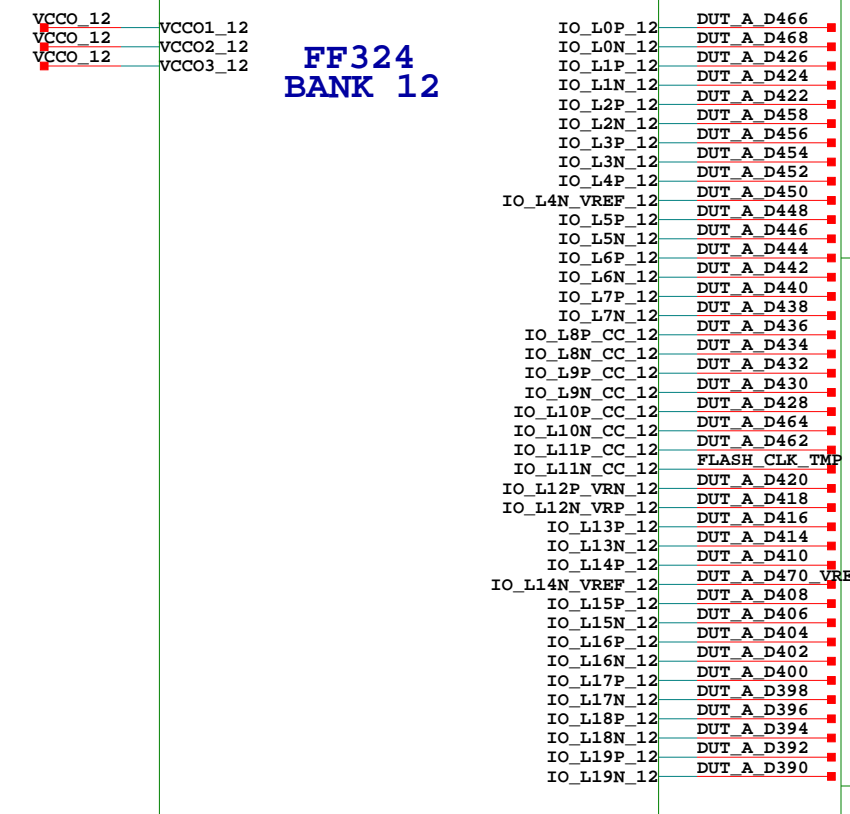 VCCO_12
VCCO_12
VCCO_12
VCCO1_12
VCCO2_12
VCCO3_12
FF324
BANK 12
IO_L0P_12 DUT_A_D466
IO_L0N_12 DUT_A_D468
IO_L1P_12 DUT_A_D426
IO_L1N_12 DUT_A_D424
IO_L2P_12 DUT_A_D422
IO_L2N_12 DUT_A_D458
IO_L3P_12 DUT_A_D456
IO_L3N_12 DUT_A_D454
IO_L4P_12 DUT_A_D452
IO_L4N_VREF_12 DUT_A_D450
IO_L5P_12 DUT_A_D448
IO_L5N_12 DUT_A_D446
IO_L6P_12 DUT_A_D444
IO_L6N_12 DUT_A_D442
IO_L7P_12 DUT_A_D440
IO_L7N_12 DUT_A_D438
IO_L8P_CC_12 DUT_A_D436
IO_L8N_CC_12 DUT_A_D434
IO_L9P_CC_12 DUT_A_D432
IO_L9N_CC_12 DUT_A_D430
IO_L10P_CC_12 DUT_A_D428
IO_L10N_CC_12 DUT_A_D464
IO_L11P_CC_12 DUT_A_D462
IO_L11N_CC_12 FLASH_CLK_TMP
IO_L12P_VRN_12 DUT_A_D420
IO_L12N_VRP_12 DUT_A_D418
IO_L13P_12 DUT_A_D416
IO_L13N_12 DUT_A_D414
IO_L14P_12 DUT_A_D410
IO_L14N_VREF_12 DUT_A_D470_VRE
IO_L15P_12 DUT_A_D408
IO_L15N_12 DUT_A_D406
IO_L16P_12 DUT_A_D404
IO_L16N_12 DUT_A_D402
IO_L17P_12 DUT_A_D400
IO_L17N_12 DUT_A_D398
IO_L18P_12 DUT_A_D396
IO_L18N_12 DUT_A_D394
IO_L19P_12 DUT_A_D392
IO_L19N_12 DUT_A_D390